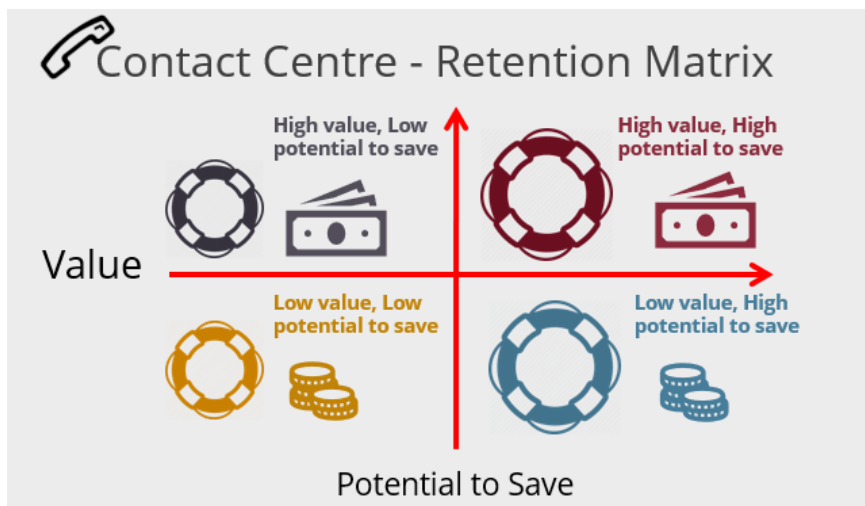 Contact Centre - Retention Matrix
High value, Low
potential to save
High value, High
potential to save
Value
Low value, Low
potential to save
Low value, High
potential to save
Potential to Save